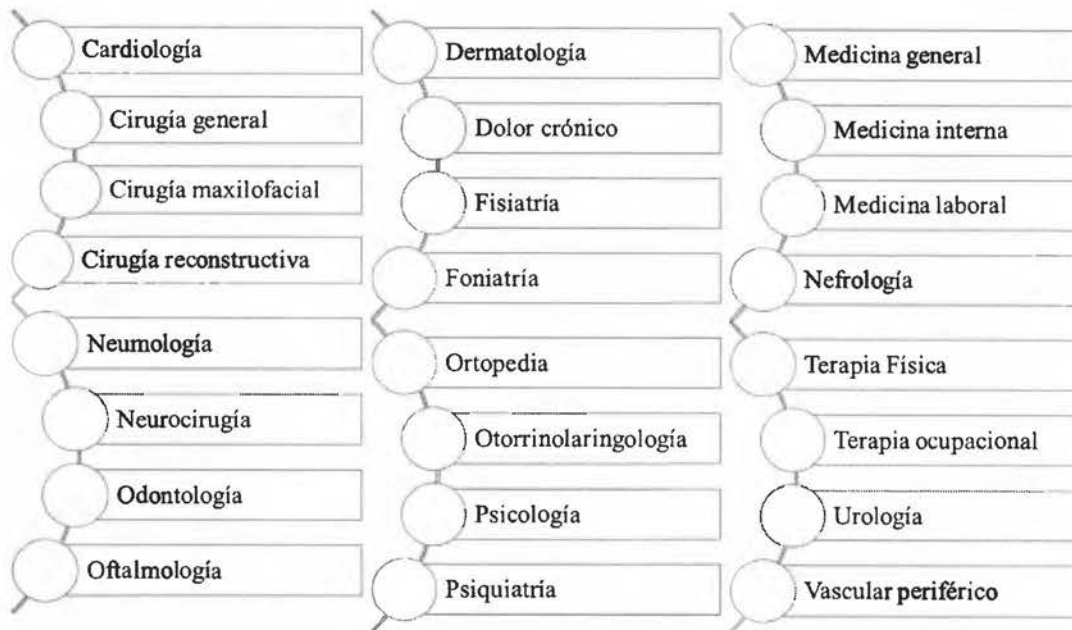 Cardiología
Cirugía general
Cirugía maxilofacial
Cirugía reconstructiva
Neumología
Neurocirugía
Odontología
Oftalmología
Dermatología
Dolor crónico
Fisiatría
Foniatría
Ortopedia
Otorrinolaringología
Psicología
Psiquiatría
Medicina general
Medicina interna
Medicina laboral
Nefrología
Terapia Física
Terapia ocupacional
Urología
Vascular periférico